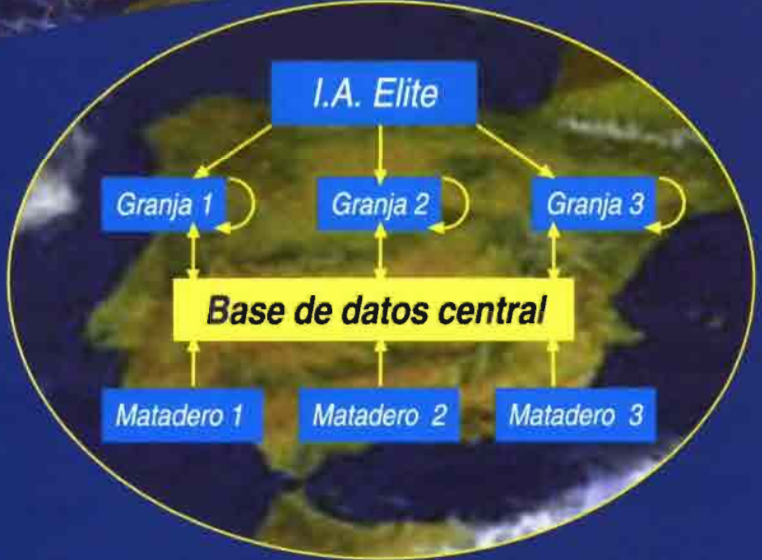 I.A. Elite
Granja 1
Granja 2
Granja 3
Base de datos central
Matadero 1
Matadero 2
Matadero 3